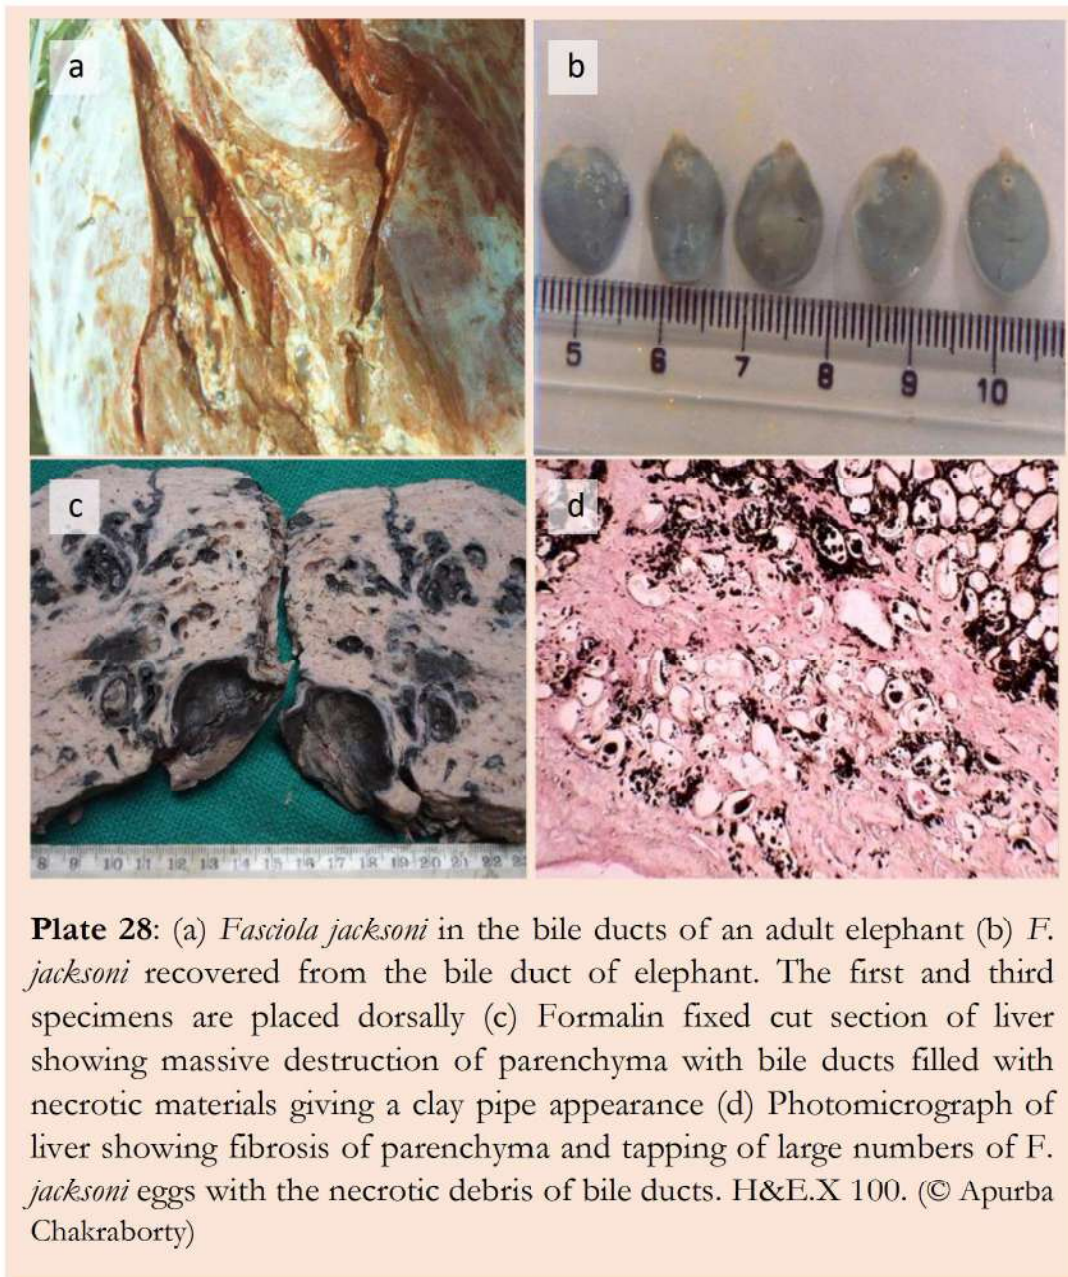 a
b
5 6 7 8 9 10
c
d
8 9 10 11 12 13 14 15 16 17 18 19 20 21 22
Plate 28: (a) Fasciola jacksoni in the bile ducts of an adult elephant (b) F.
jacksoni recovered from the bile duct of elephant. The first and third
specimens are placed dorsally (c) Formalin fixed cut section of liver
showing massive destruction of parenchyma with bile ducts filled with
necrotic materials giving a clay pipe appearance (d) Photomicrograph of
liver showing fibrosis of parenchyma and tapping of large numbers of F.
jacksoni eggs with the necrotic debris of bile ducts. H&E.X 100. (© Apurba
Chakraborty)